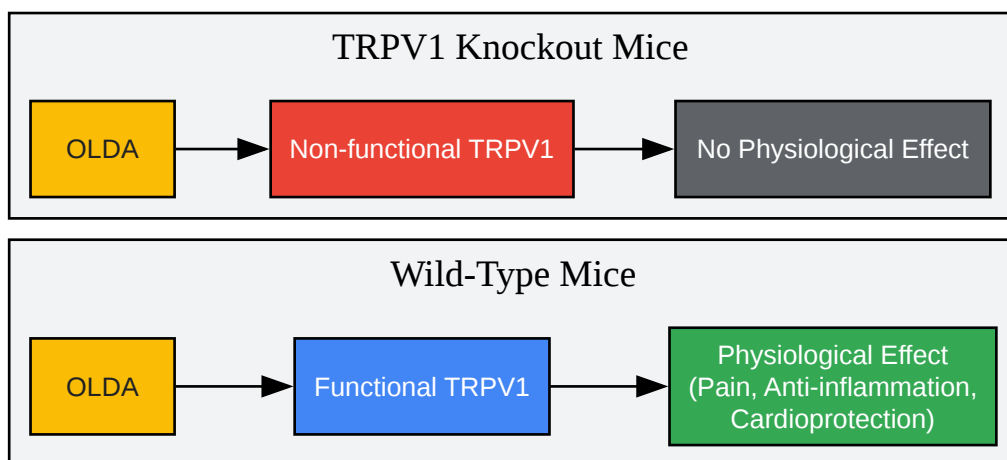 TRPV1 Knockout Mice
OLDA
Non-functional TRPV1
No Physiological Effect
Wild-Type Mice
OLDA
Functional TRPV1
Physiological Effect
(Pain, Anti-inflammation,
Cardioprotection)